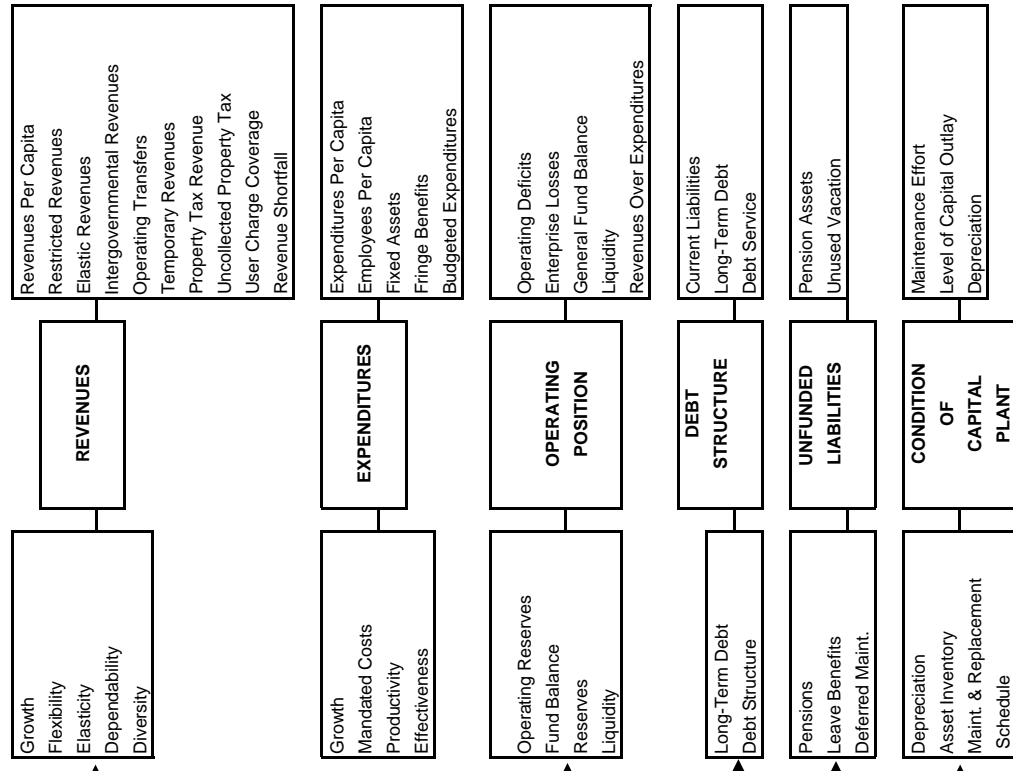 Growth
Flexibility
Elasticity
Dependability
Diversity
REVENUES
Revenues Per Capita
Restricted Revenues
Elastic Revenues
Intergovernmental Revenues
Operating Transfers
Temporary Revenues
Property Tax Revenue
Uncollected Property Tax
User Charge Coverage
Revenue Shortfall
Growth
Mandated Costs
Productivity
Effectiveness
EXPENDITURES
Expenditures Per Capita
Employees Per Capita
Fixed Assets
Fringe Benefits
Budgeted Expenditures
Operating Reserves
Fund Balance
Reserves
Liquidity
OPERATING
POSITION
Operating Deficits
Enterprise Losses
General Fund Balance
Liquidity
Revenues Over Expenditures
Long-Term Debt
Debt Structure
DEBT
STRUCTURE
Current Liabilities
Long-Term Debt
Debt Service
Pensions
Leave Benefits
Deferred Maint.
UNFUNDED
LIABILITIES
Pension Assets
Unused Vacation
Depreciation
Asset Inventory
Maint. & Replacement
Schedule
CONDITION
OF
CAPITAL
PLANT
Maintenance Effort
Level of Capital Outlay
Depreciation